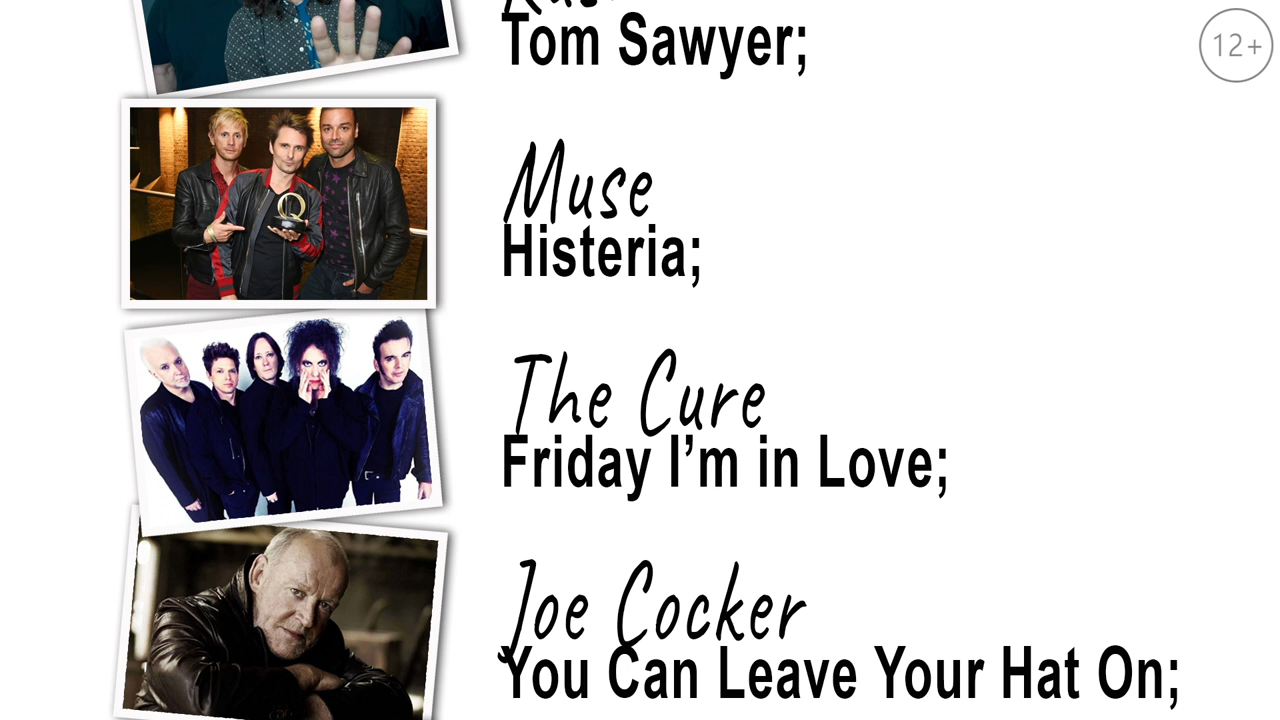 Tom Sawyer;
12+
Muse
Histeria;
The Cure
Friday I’m in Love;
Joe Cocker
You Can Leave Your Hat On;